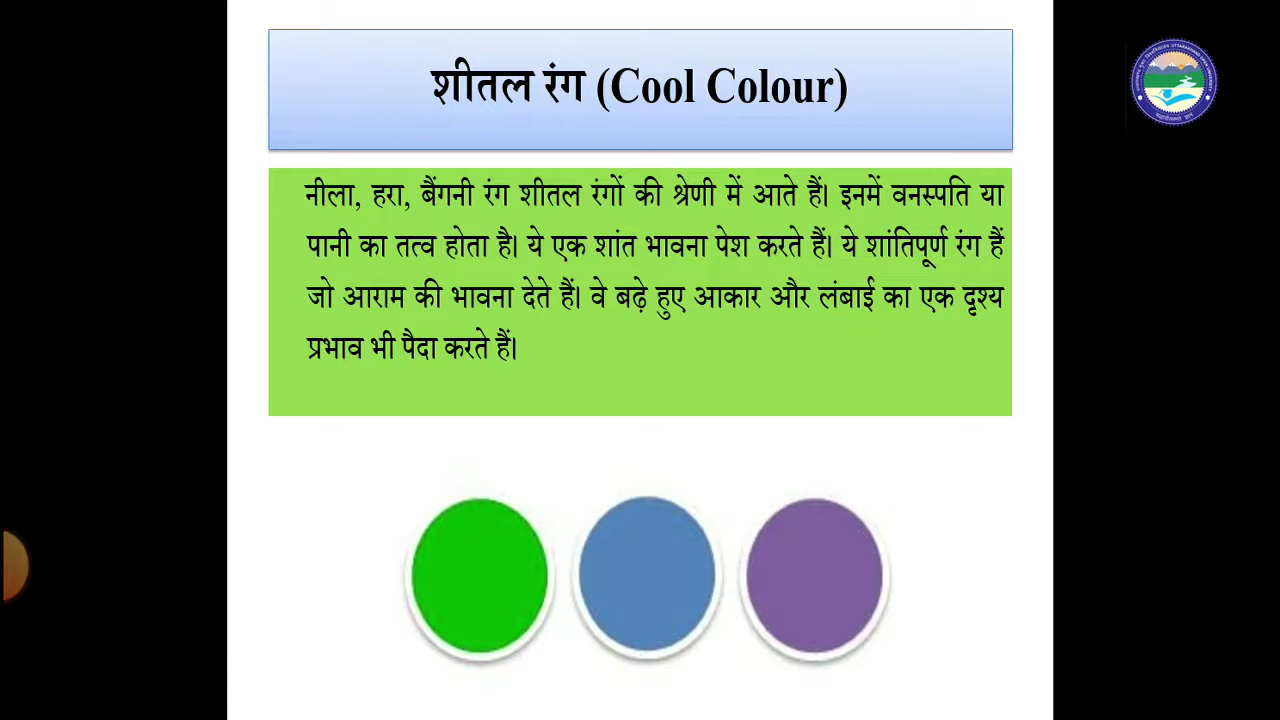 शीतल रंग (Cool Colour)
नीला, हरा, बैंगनी रंग शीतल रंगों की श्रेणी में आते हैं। इनमें वनस्पति या
पानी का तत्व होता है। ये एक शांत भावना पेश करते हैं। ये शांतिपूर्ण रंग हैं
जो आराम की भावना देते हैं। वे बढ़े हुए आकार और लंबाई का एक दृश्य
प्रभाव भी पैदा करते हैं।